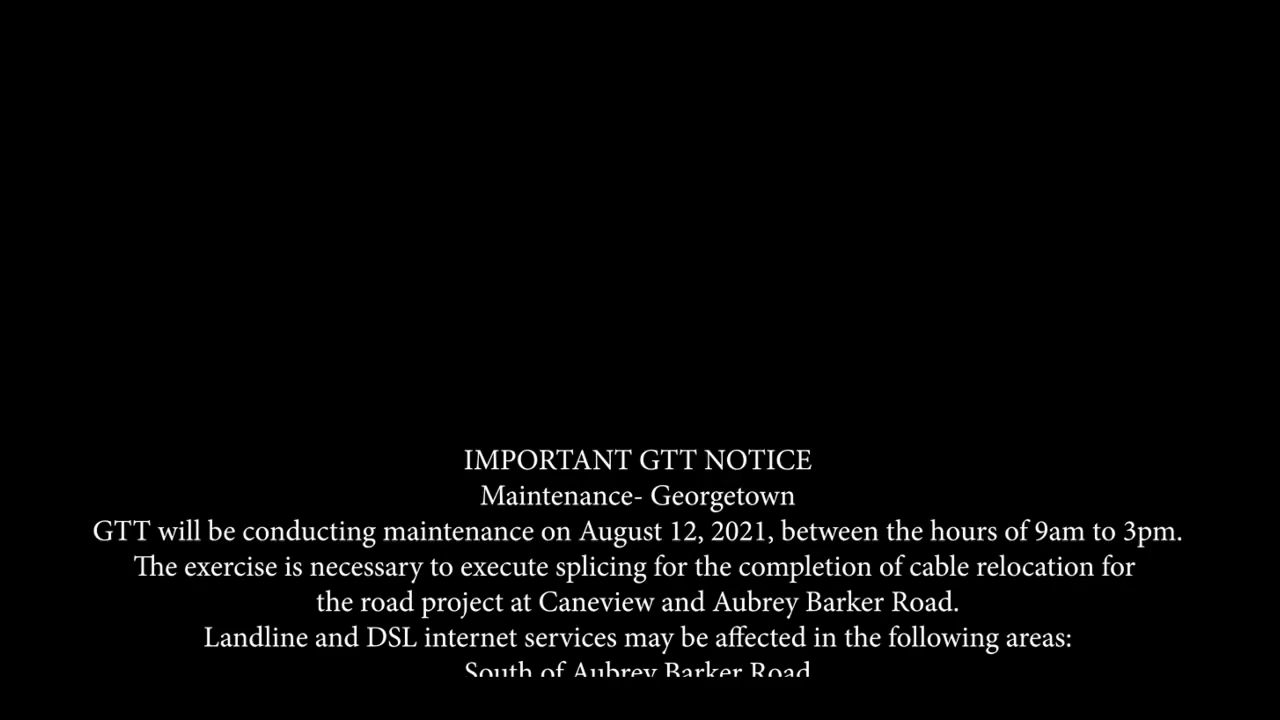 IMPORTANT GTT NOTICE
Maintenance- Georgetown
GTT will be conducting maintenance on August 12, 2021, between the hours of 9am to 3pm.
The exercise is necessary to execute splicing for the completion of cable relocation for
the road project at Caneview and Aubrey Barker Road.
Landline and DSL internet services may be affected in the following areas:
South of Aubrey Barker Road